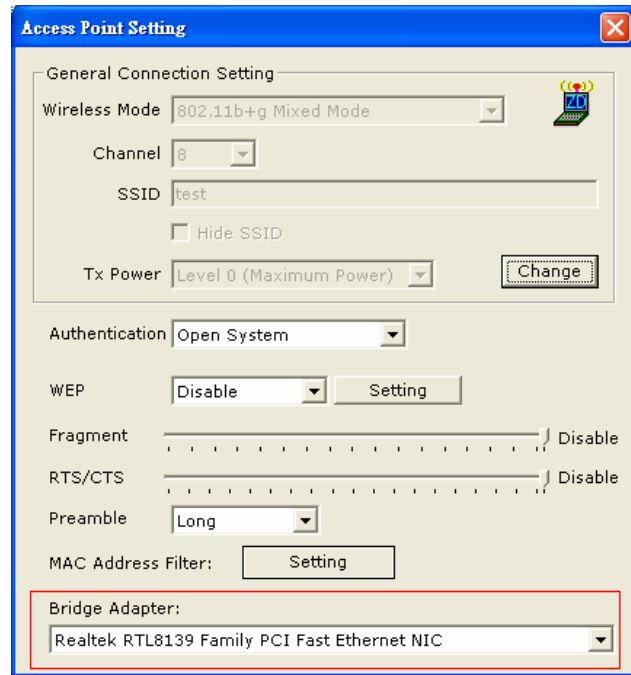 Access Point Setting
General Connection Setting
ZD
Wireless Mode 802.11b+g Mixed Mode
Channel 8
SSID test
Hide SSID
Tx Power Level 0 (Maximum Power) Change
Authentication Open System
WEP Disable Setting
Fragment Disable
RTS/CTS Disable
Preamble Long
MAC Address Filter: Setting
Bridge Adapter:
Realtek RTL8139 Family PCI Fast Ethernet NIC